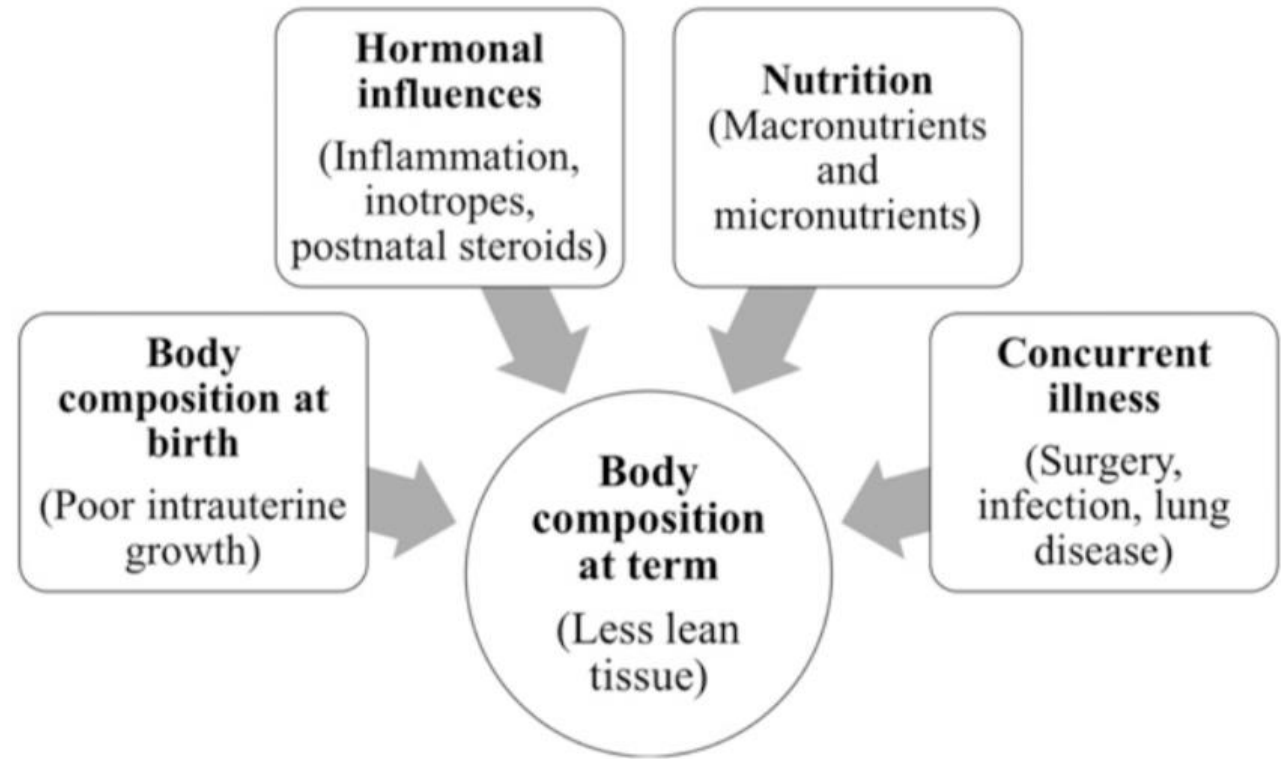 Hormonal
influences
(Inflammation,
inotropes,
postnatal steroids)
Nutrition
(Macronutrients
and
micronutrients)
Body
composition at
birth
(Poor intrauterine
growth)
Concurrent
illness
(Surgery,
infection, lung
disease)
Body
composition
at term
(Less lean
tissue)